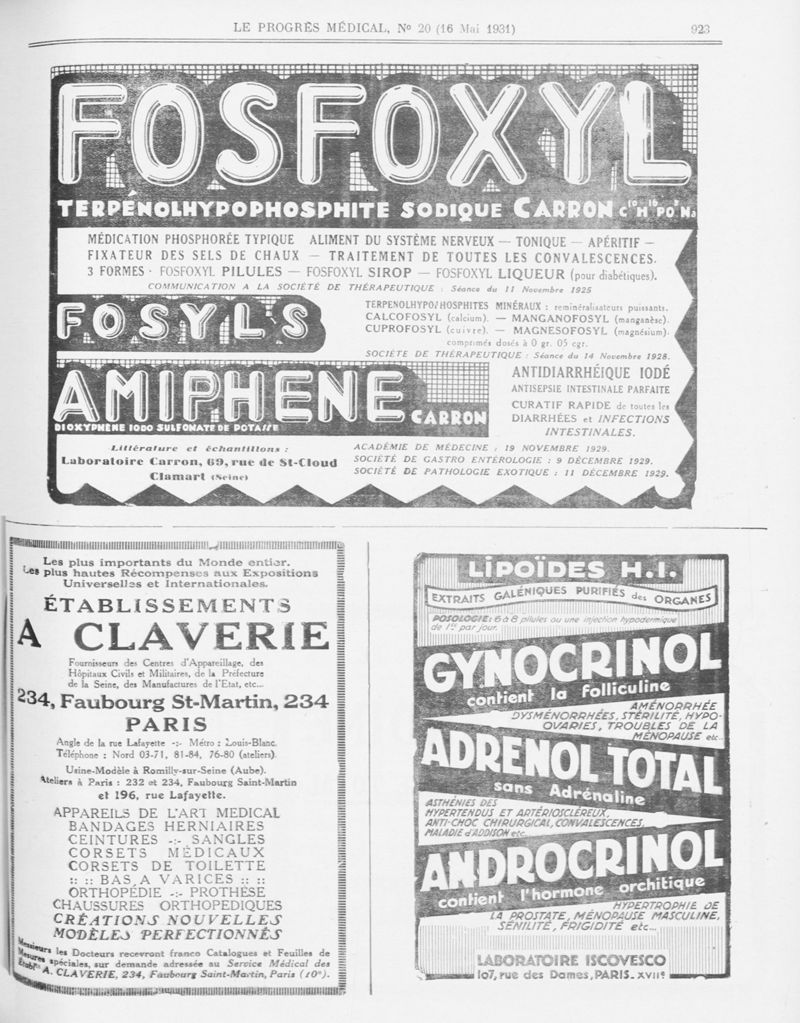 LE PROGRÈS MÉDICAL, Nº 20 (16 Mai 1931)
923
FOSFOXYL
TERPÉNOLHYPOPHOSPHITE SODIQUE CARRON C¹⁰H¹⁶PO³Na
MÉDICATION PHOSPHORÉE TYPIQUE ALIMENT DU SYSTÈME NERVEUX — TONIQUE — APÉRITIF —
FIXATEUR DES SELS DE CHAUX — TRAITEMENT DE TOUTES LES CONVALESCENCES.
3 FORMES · FOSFOXYL PILULES — FOSFOXYL SIROP — FOSFOXYL LIQUEUR (pour diabétiques).
COMMUNICATION A LA SOCIÉTÉ DE THÉRAPEUTIQUE : Séance du 11 Novembre 1925
FOSYLS
TERPENOLHYPOPHOSPHITES MINÉRAUX : reminéralisateurs puissants.
CALCOFOSYL (calcium). — MANGANOFOSYL (manganèse).
CUPROFOSYL (cuivre). — MAGNESOFOSYL (magnésium).
comprimés dosés à 0 gr. 05 cgr.
SOCIÉTÉ DE THÉRAPEUTIQUE : Séance du 14 Novembre 1928.
AMIPHENE CARRON
DIOXYPHÈNE IODO SULFONATE DE POTASSE
ANTIDIARRHÉIQUE IODÉ
ANTISEPSIE INTESTINALE PARFAITE
CURATIF RAPIDE de toutes les
DIARRHÉES et INFECTIONS
INTESTINALES.
Littérature et échantillons :
Laboratoire Carron, 69, rue de St-Cloud
Clamart (Seine)
ACADÉMIE DE MÉDECINE : 19 NOVEMBRE 1929.
SOCIÉTÉ DE GASTRO ENTÉROLOGIE : 9 DÉCEMBRE 1929.
SOCIÉTÉ DE PATHOLOGIE EXOTIQUE : 11 DÉCEMBRE 1929.
Les plus importants du Monde entier.
Les plus hautes Récompenses aux Expositions
Universelles et Internationales.
ÉTABLISSEMENTS
A CLAVERIE
Fournisseurs des Centres d'Appareillage, des
Hôpitaux Civils et Militaires, de la Préfecture
de la Seine, des Manufactures de l'Etat, etc...
234, Faubourg St-Martin, 234
PARIS
Angle de la rue Lafayette -:- Métro : Louis-Blanc.
Téléphone : Nord 03-71, 81-84, 76-80 (ateliers).
Usine-Modèle à Romilly-sur-Seine (Aube).
Ateliers à Paris : 232 et 234, Faubourg Saint-Martin
et 196, rue Lafayette.
APPAREILS DE L'ART MEDICAL
BANDAGES HERNIAIRES
CEINTURES -:- SANGLES
CORSETS MÉDICAUX
CORSETS DE TOILETTE
:: :: BAS A VARICES :: ::
ORTHOPÉDIE -:- PROTHÈSE
CHAUSSURES ORTHOPEDIQUES
CRÉATIONS NOUVELLES
MODÈLES PERFECTIONNÉS
Messieurs les Docteurs recevront franco Catalogues et Feuilles de
Mesures spéciales, sur demande adressée au Service Médical des
Étabts A. CLAVERIE, 234, Faubourg Saint-Martin, Paris (10e).
LIPOÏDES H.I.
EXTRAITS GALÉNIQUES PURIFIÉS des ORGANES
POSOLOGIE: 6 à 8 pilules ou une injection hypodermique
de 1cc par jour.
GYNOCRINOL
contient la folliculine
AMÉNORRHÉE
DYSMÉNORRHÉES, STÉRILITÉ, HYPO-
OVARIES, TROUBLES DE LA
MÉNOPAUSE etc...
ADRENOL TOTAL
sans Adrénaline
ASTHÉNIES DES
HYPERTENDUS ET ARTÉRIOSCLÉREUX,
ANTI-CHOC CHIRURGICAL, CONVALESCENCES,
MALADIE d'ADDISON etc.
ANDROCRINOL
contient l'hormone orchitique
HYPERTROPHIE DE
LA PROSTATE, MÉNOPAUSE MASCULINE,
SÉNILITÉ, FRIGIDITÉ etc...
LABORATOIRE ISCOVESCO
107, rue des Dames, PARIS_XVIIe